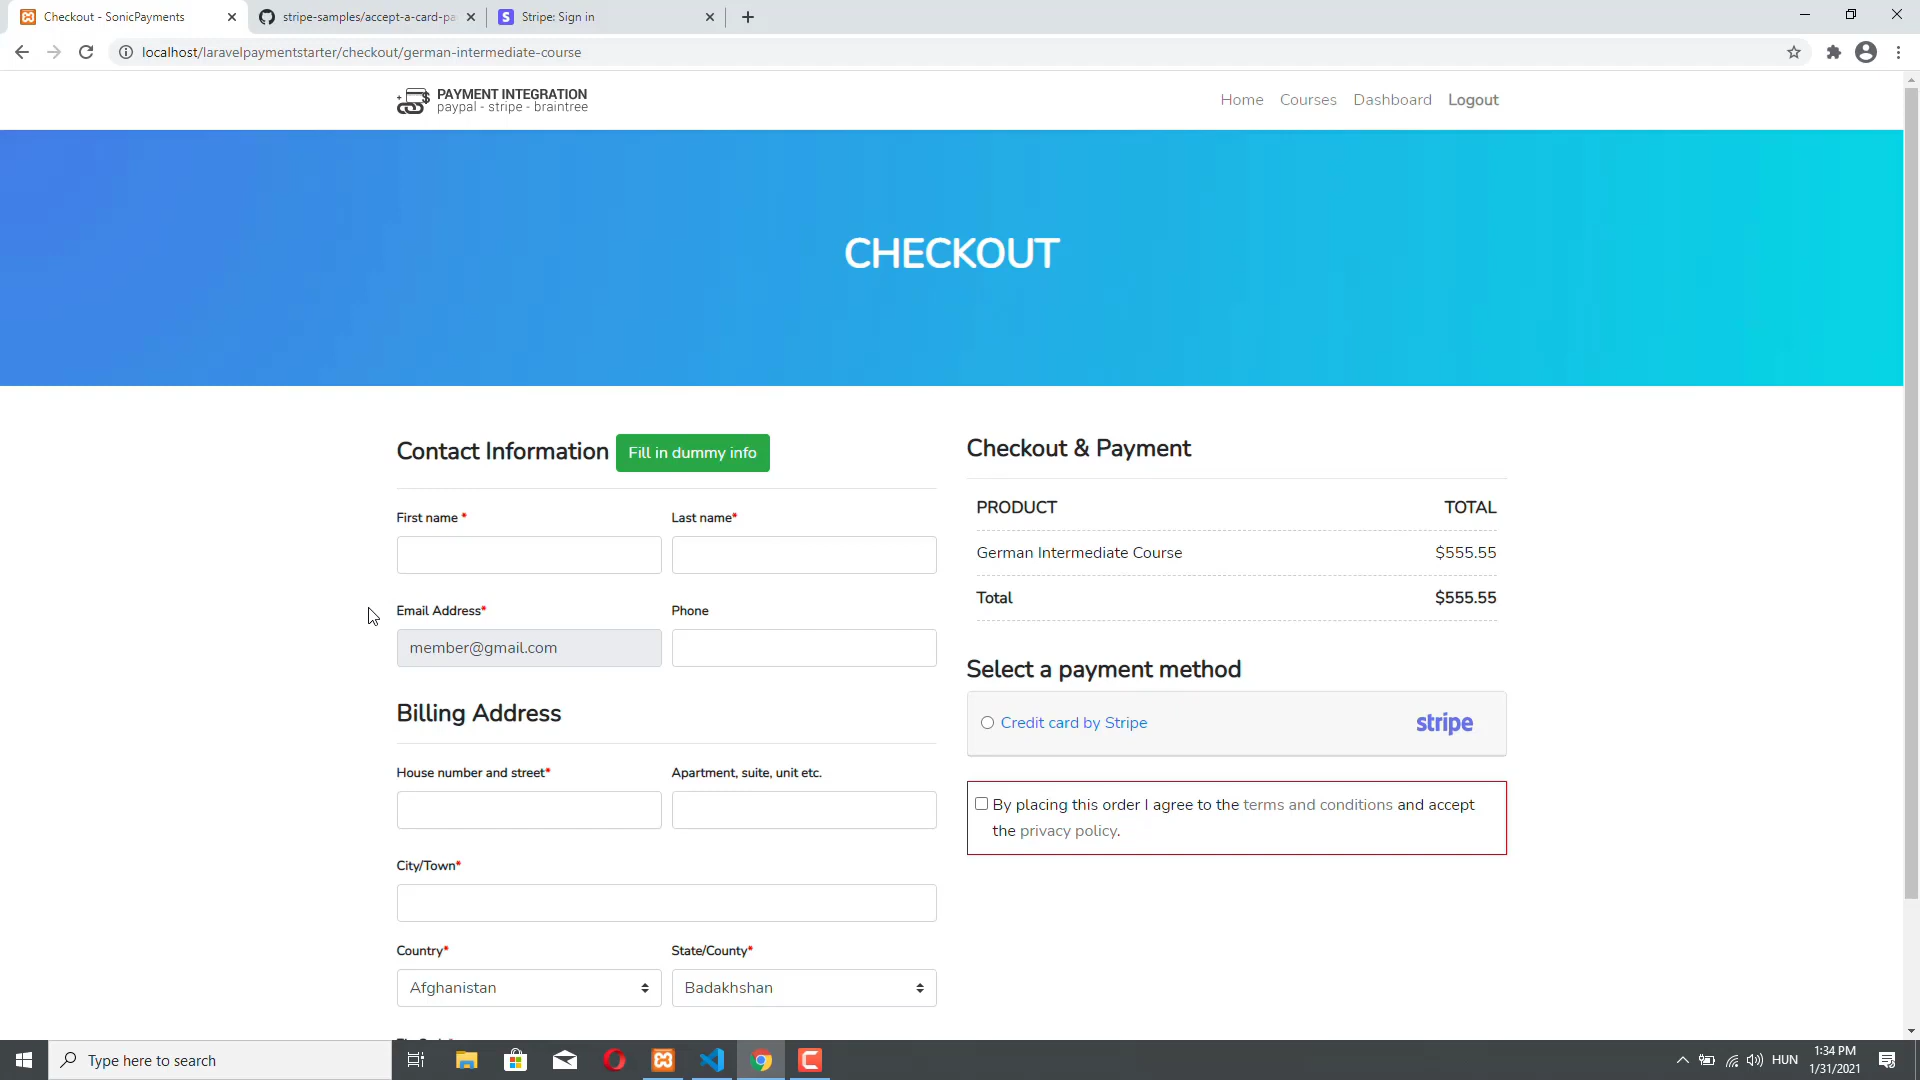 Checkout - SonicPayments
stripe-samples/accept-a-card-pa
Stripe: Sign in
localhost/laravelpaymentstarter/checkout/german-intermediate-course
PAYMENT INTEGRATION
paypal - stripe - braintree
Home Courses Dashboard Logout
CHECKOUT
Contact Information Fill in dummy info
First name * Last name*
Email Address* Phone
member@gmail.com
Billing Address
House number and street* Apartment, suite, unit etc.
City/Town*
Country* State/County*
Afghanistan Badakhshan
Checkout & Payment
PRODUCT TOTAL
German Intermediate Course $555.55
Total $555.55
Select a payment method
Credit card by Stripe stripe
By placing this order I agree to the terms and conditions and accept
the privacy policy.
Type here to search
HUN
1:34 PM
1/31/2021